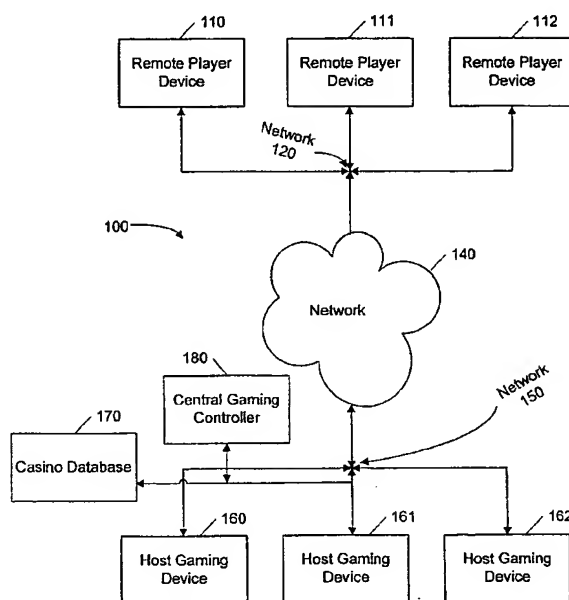 110
111
112
Remote Player
Device
Remote Player
Device
Remote Player
Device
Network
120
100
140
Network
180
Central Gaming
Controller
Network
150
170
Casino Database
160
161
162
Host Gaming
Device
Host Gaming
Device
Host Gaming
Device